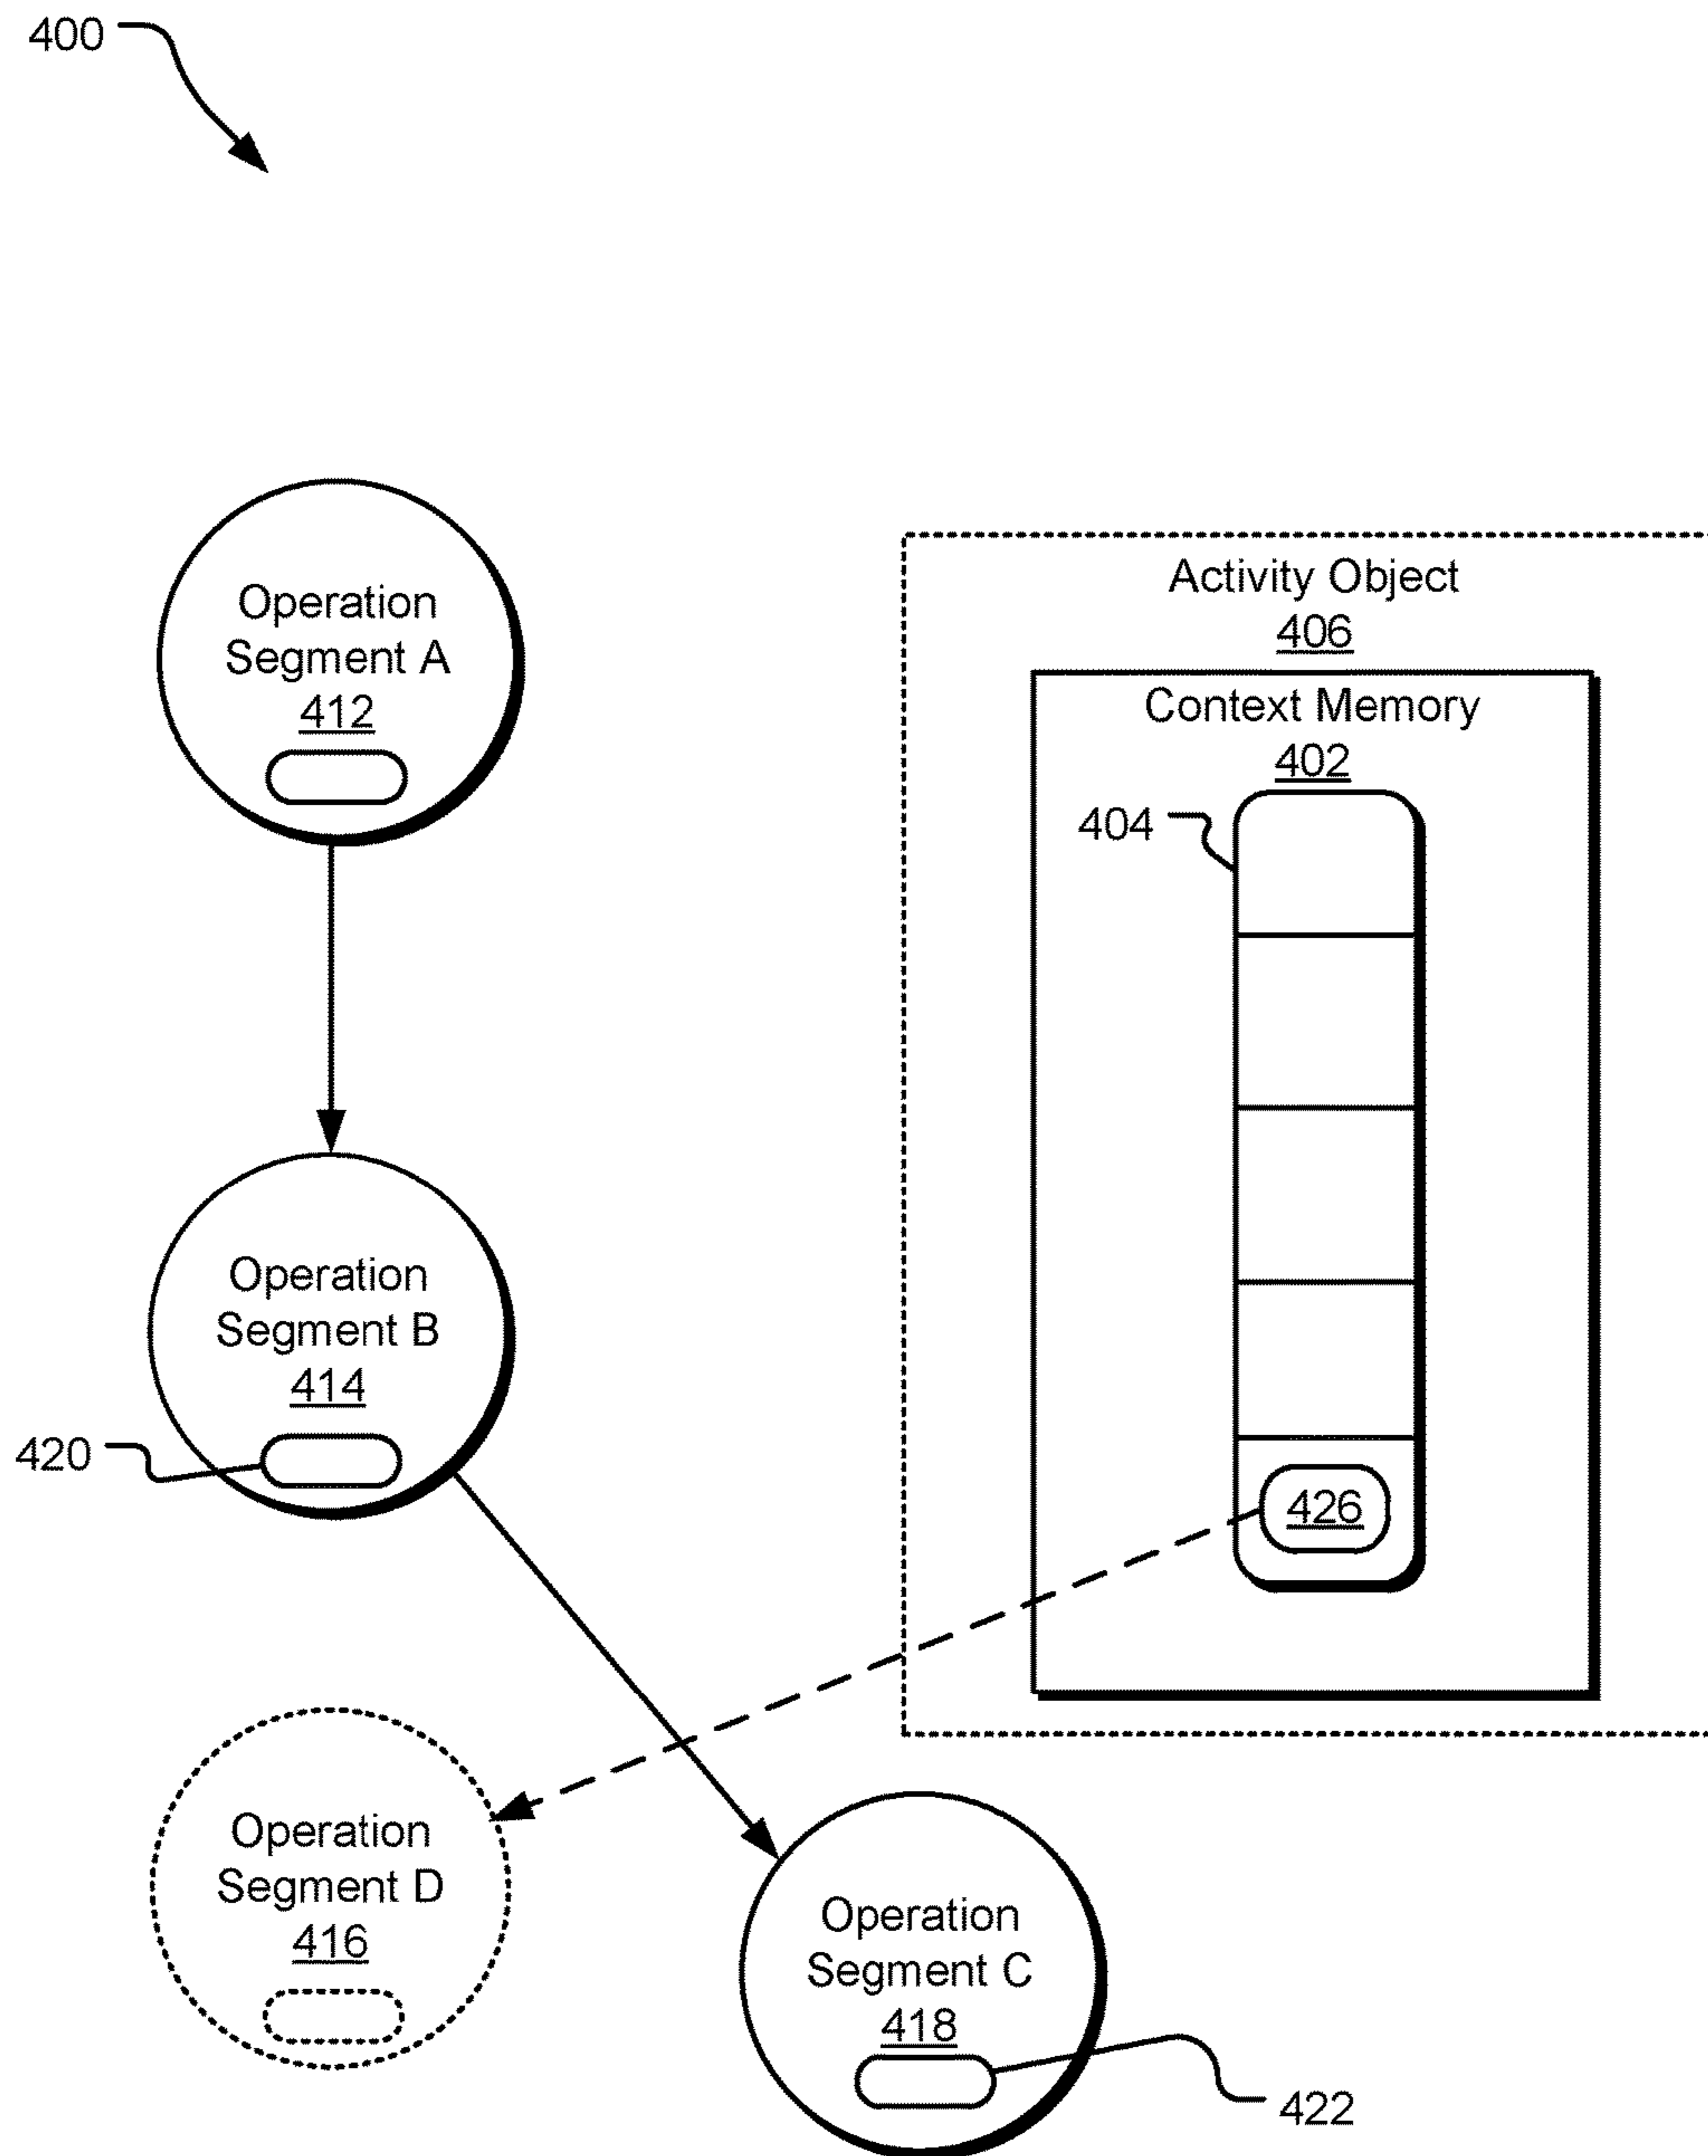 400
Operation
Segment A
412
Activity Object
406
Context Memory
402
404
Operation
Segment B
414
420
426
Operation
Segment D
416
Operation
Segment C
418
422